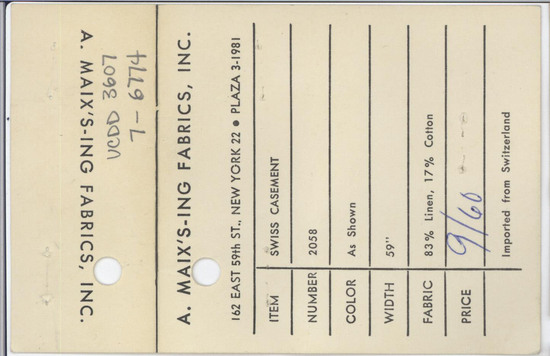 A. MAIX'S-ING FABRICS, INC.
UCDD 3607
7-6774
A. MAIX'S-ING FABRICS, INC.
162 EAST 59th ST., NEW YORK 22 • PLAZA 3-1981
ITEM SWISS CASEMENT
NUMBER 2058
COLOR As Shown
WIDTH 59"
FABRIC 83% Linen, 17% Cotton
PRICE 9/60
Imported from Switzerland